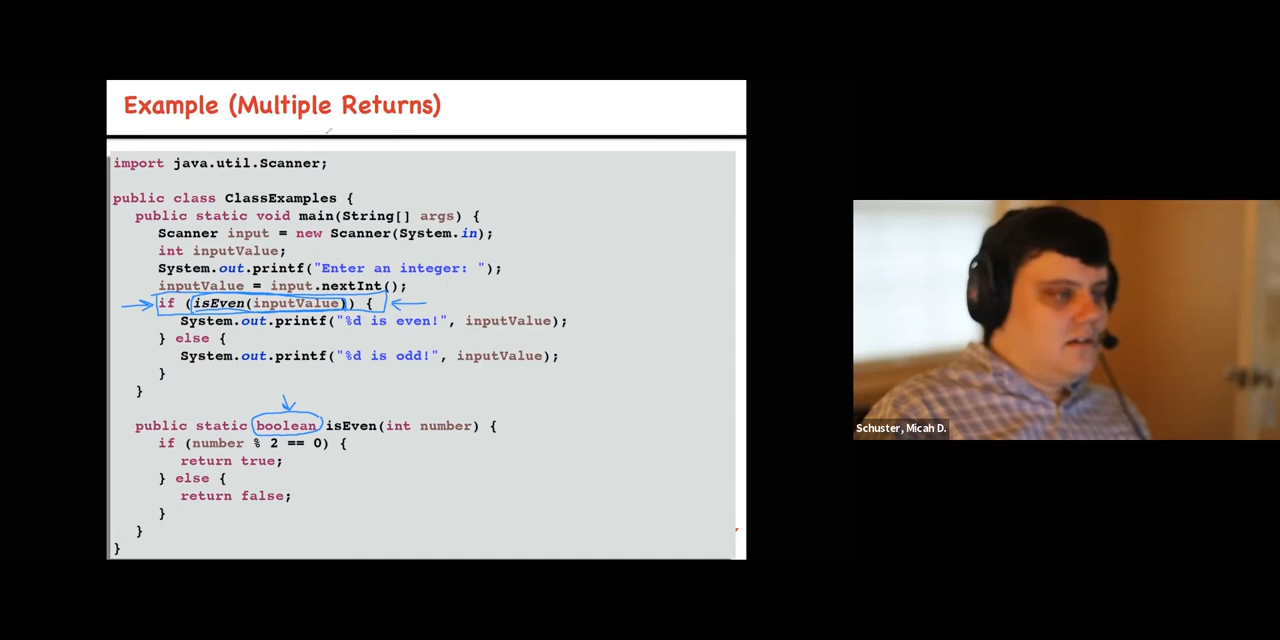 Example (Multiple Returns)
import java.util.Scanner;
public class ClassExamples {
public static void main(String[] args) {
Scanner input = new Scanner(System.in);
int inputValue;
System.out.printf("Enter an integer: ");
inputValue = input.nextInt();
if (isEven(inputValue)) {
System.out.printf("%d is even!", inputValue);
} else {
System.out.printf("%d is odd!", inputValue);
}
}
public static boolean isEven(int number) {
if (number % 2 == 0) {
return true;
} else {
return false;
}
}
}
Schuster, Micah D.